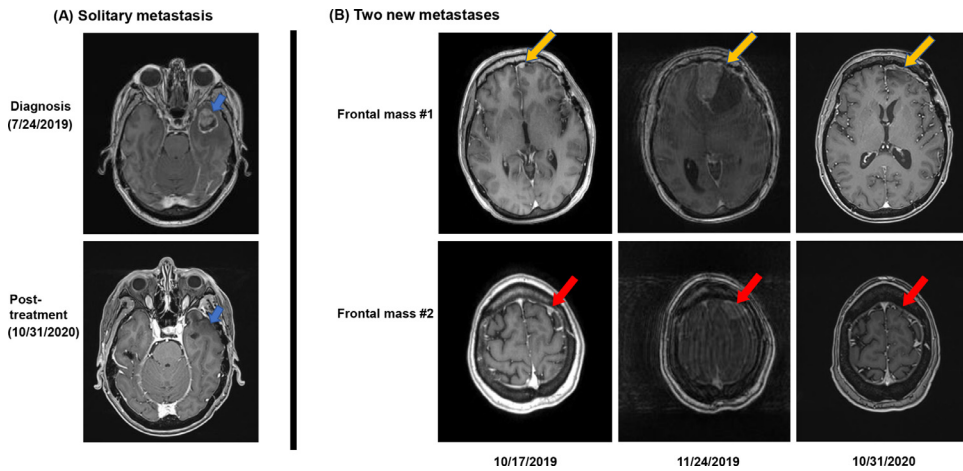 (A) Solitary metastasis
Diagnosis
(7/24/2019)
Post-
treatment
(10/31/2020)
(B) Two new metastases
Frontal mass #1
Frontal mass #2
10/17/2019
11/24/2019
10/31/2020